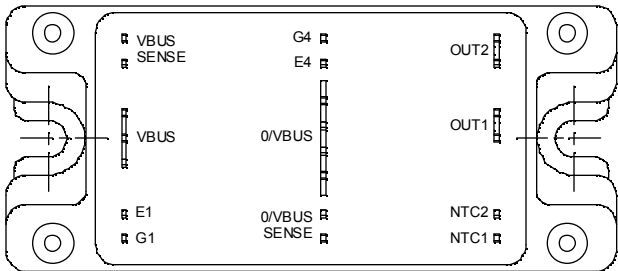 VBUS
SENSE
G4
E4
OUT2
VBUS
0/VBUS
OUT1
E1
G1
0/VBUS
SENSE
NTC2
NTC1